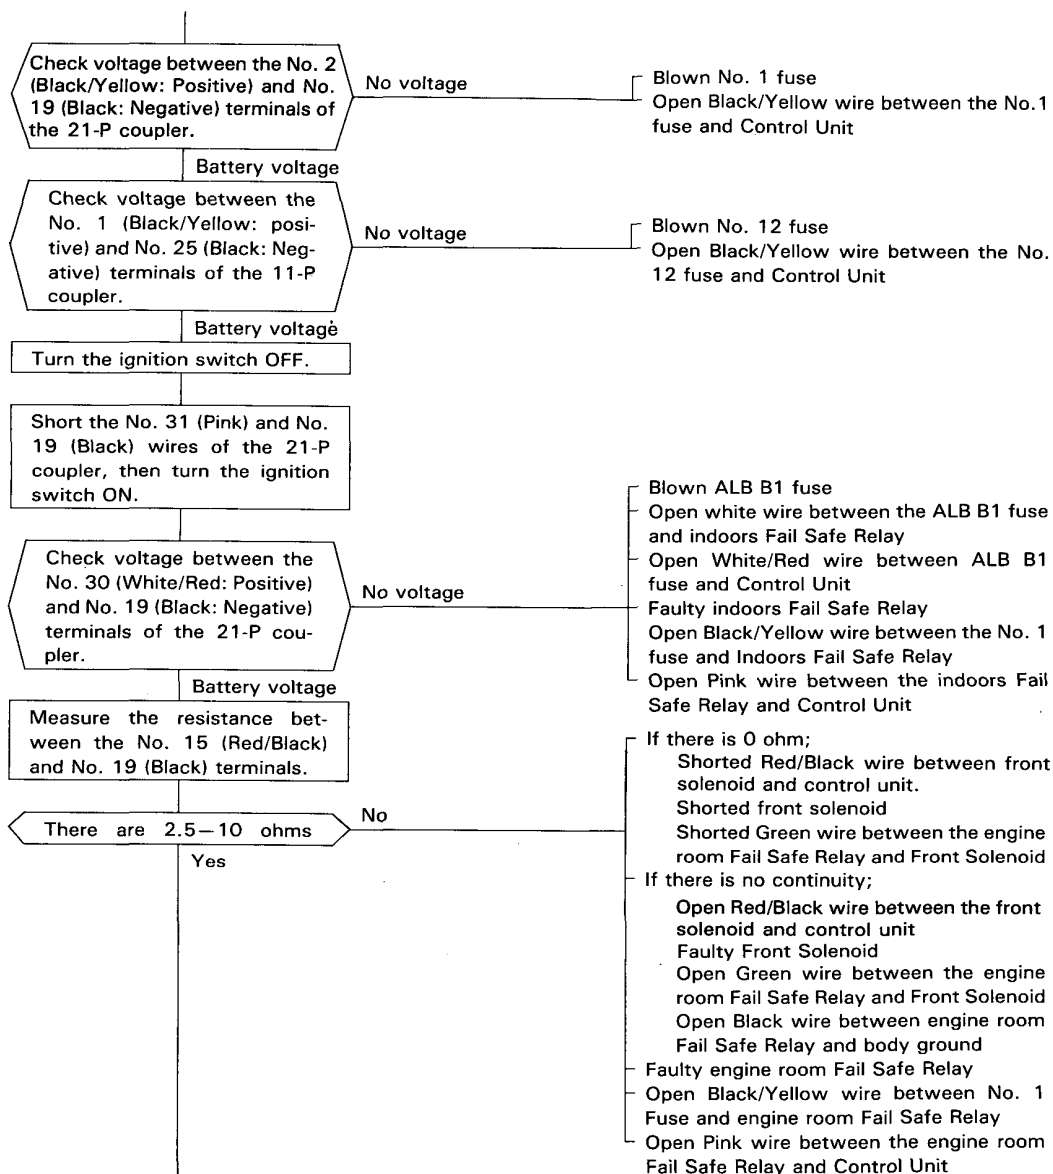 Check voltage between the No. 2
(Black/Yellow: Positive) and No.
19 (Black: Negative) terminals of
the 21-P coupler.
No voltage
Blown No. 1 fuse
Open Black/Yellow wire between the No.1
fuse and Control Unit
Battery voltage
Check voltage between the
No. 1 (Black/Yellow: posi-
tive) and No. 25 (Black: Neg-
ative) terminals of the 11-P
coupler.
No voltage
Blown No. 12 fuse
Open Black/Yellow wire between the No.
12 fuse and Control Unit
Battery voltage
Turn the ignition switch OFF.
Short the No. 31 (Pink) and No.
19 (Black) wires of the 21-P
coupler, then turn the ignition
switch ON.
Check voltage between the
No. 30 (White/Red: Positive)
and No. 19 (Black: Negative)
terminals of the 21-P cou-
pler.
No voltage
Blown ALB B1 fuse
Open white wire between the ALB B1 fuse
and indoors Fail Safe Relay
Open White/Red wire between ALB B1
fuse and Control Unit
Faulty indoors Fail Safe Relay
Open Black/Yellow wire between the No. 1
fuse and Indoors Fail Safe Relay
Open Pink wire between the indoors Fail
Safe Relay and Control Unit
Battery voltage
Measure the resistance bet-
ween the No. 15 (Red/Black)
and No. 19 (Black) terminals.
There are 2.5–10 ohms
No
Yes
If there is 0 ohm;
Shorted Red/Black wire between front
solenoid and control unit.
Shorted front solenoid
Shorted Green wire between the engine
room Fail Safe Relay and Front Solenoid
If there is no continuity;
Open Red/Black wire between the front
solenoid and control unit
Faulty Front Solenoid
Open Green wire between the engine
room Fail Safe Relay and Front Solenoid
Open Black wire between engine room
Fail Safe Relay and body ground
Faulty engine room Fail Safe Relay
Open Black/Yellow wire between No. 1
Fuse and engine room Fail Safe Relay
Open Pink wire between the engine room
Fail Safe Relay and Control Unit